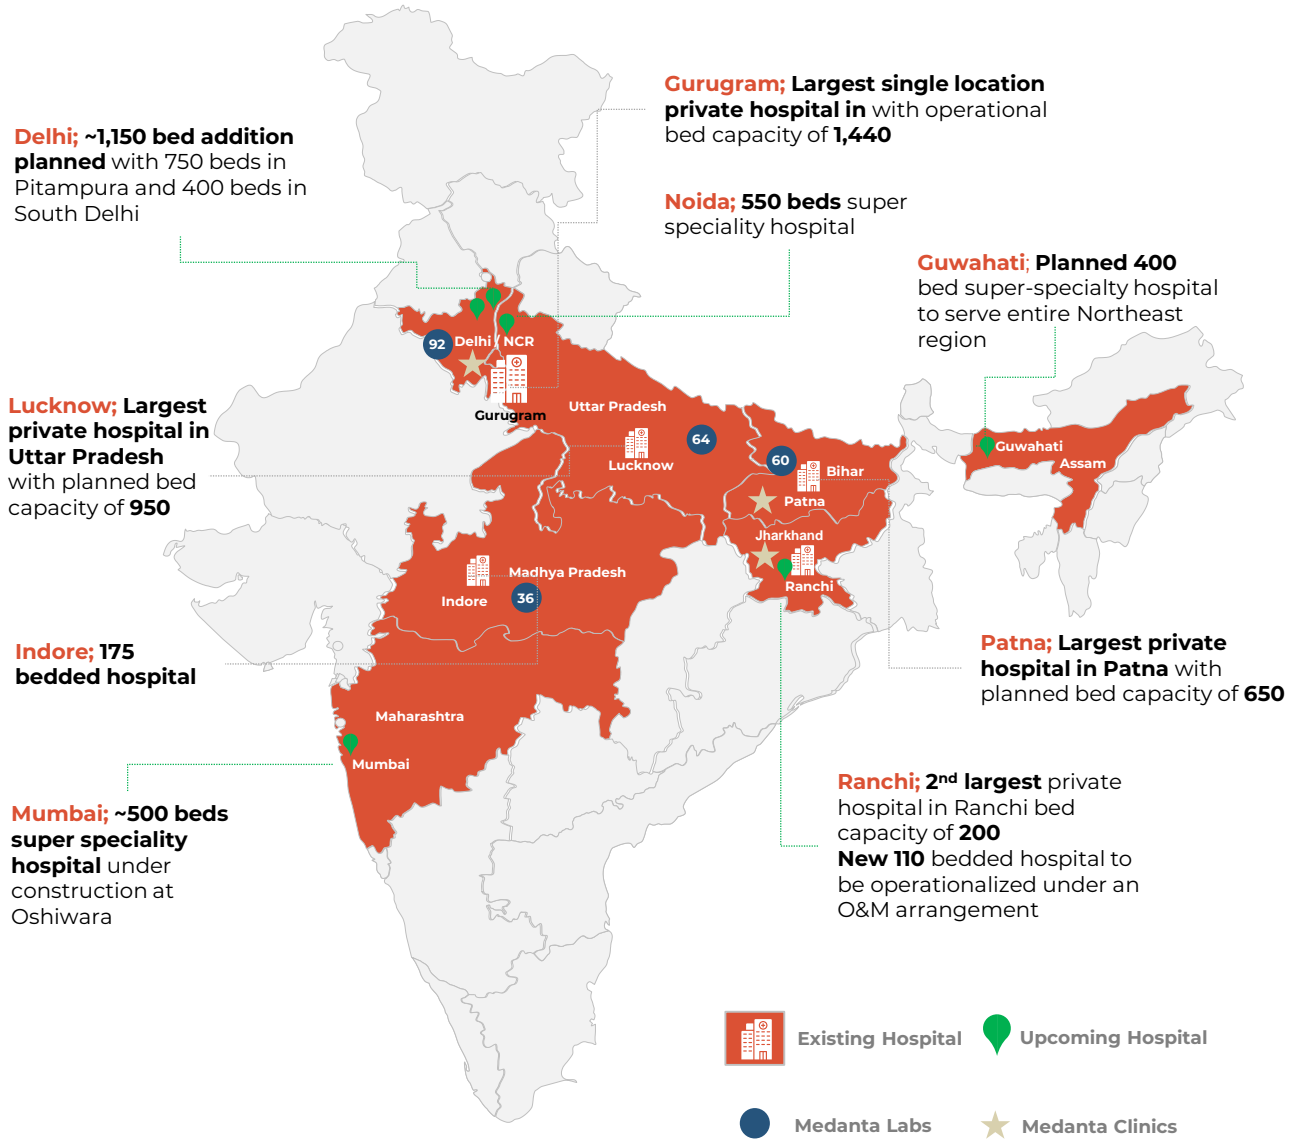 Gurugram; Largest single location
private hospital in with operational
bed capacity of 1,440
Delhi; ~1,150 bed addition
planned with 750 beds in
Pitampura and 400 beds in
South Delhi
Noida; 550 beds super
speciality hospital
Guwahati; Planned 400
bed super-specialty hospital
to serve entire Northeast
region
92
Delhi NCR
Gurugram
Lucknow; Largest
private hospital in
Uttar Pradesh
with planned bed
capacity of 950
Uttar Pradesh
64
Lucknow
60
Bihar
Patna
Guwahati
Assam
Jharkhand
Ranchi
Madhya Pradesh
Indore
36
Indore; 175
bedded hospital
Patna; Largest private
hospital in Patna with
planned bed capacity of 650
Maharashtra
Mumbai
Mumbai; ~500 beds
super speciality
hospital under
construction at
Oshiwara
Ranchi; 2nd largest private
hospital in Ranchi bed
capacity of 200
New 110 bedded hospital to
be operationalized under an
O&M arrangement
Existing Hospital
Upcoming Hospital
Medanta Labs
Medanta Clinics